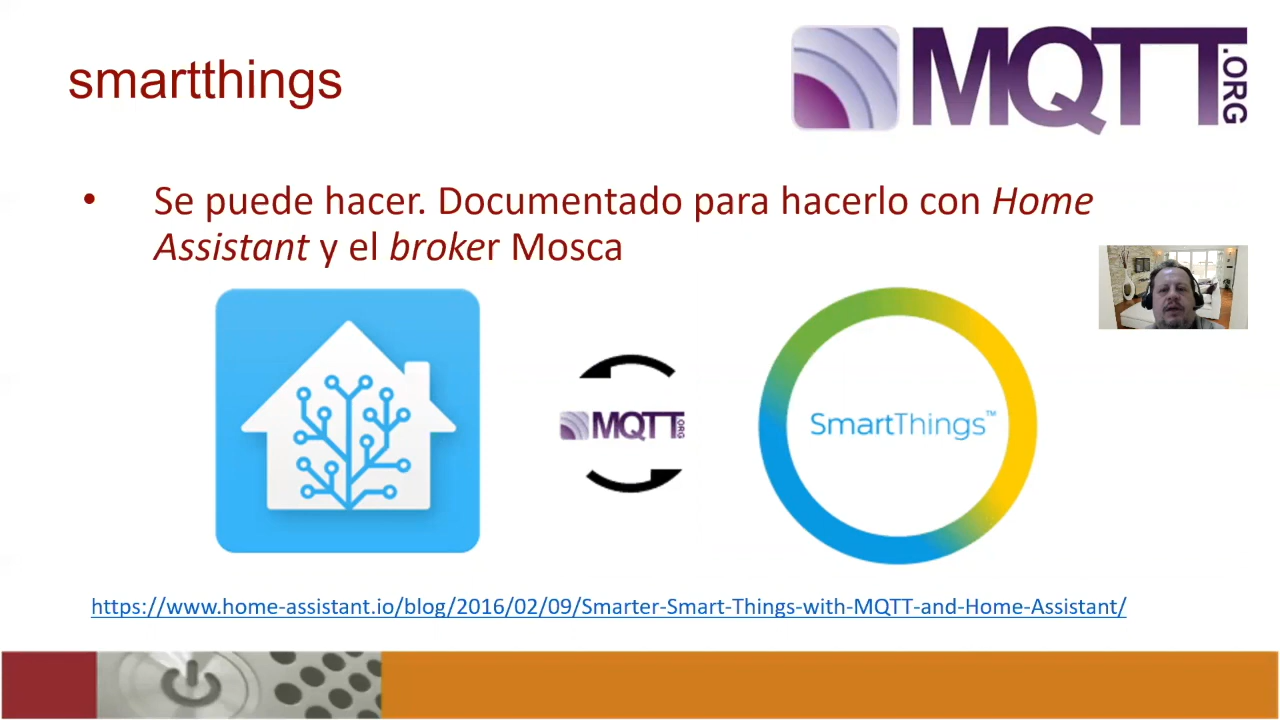 smartthings
MQTT.ORG
• Se puede hacer. Documentado para hacerlo con Home
Assistant y el broker Mosca
MQTT.ORG
SmartThings™
https://www.home-assistant.io/blog/2016/02/09/Smarter-Smart-Things-with-MQTT-and-Home-Assistant/